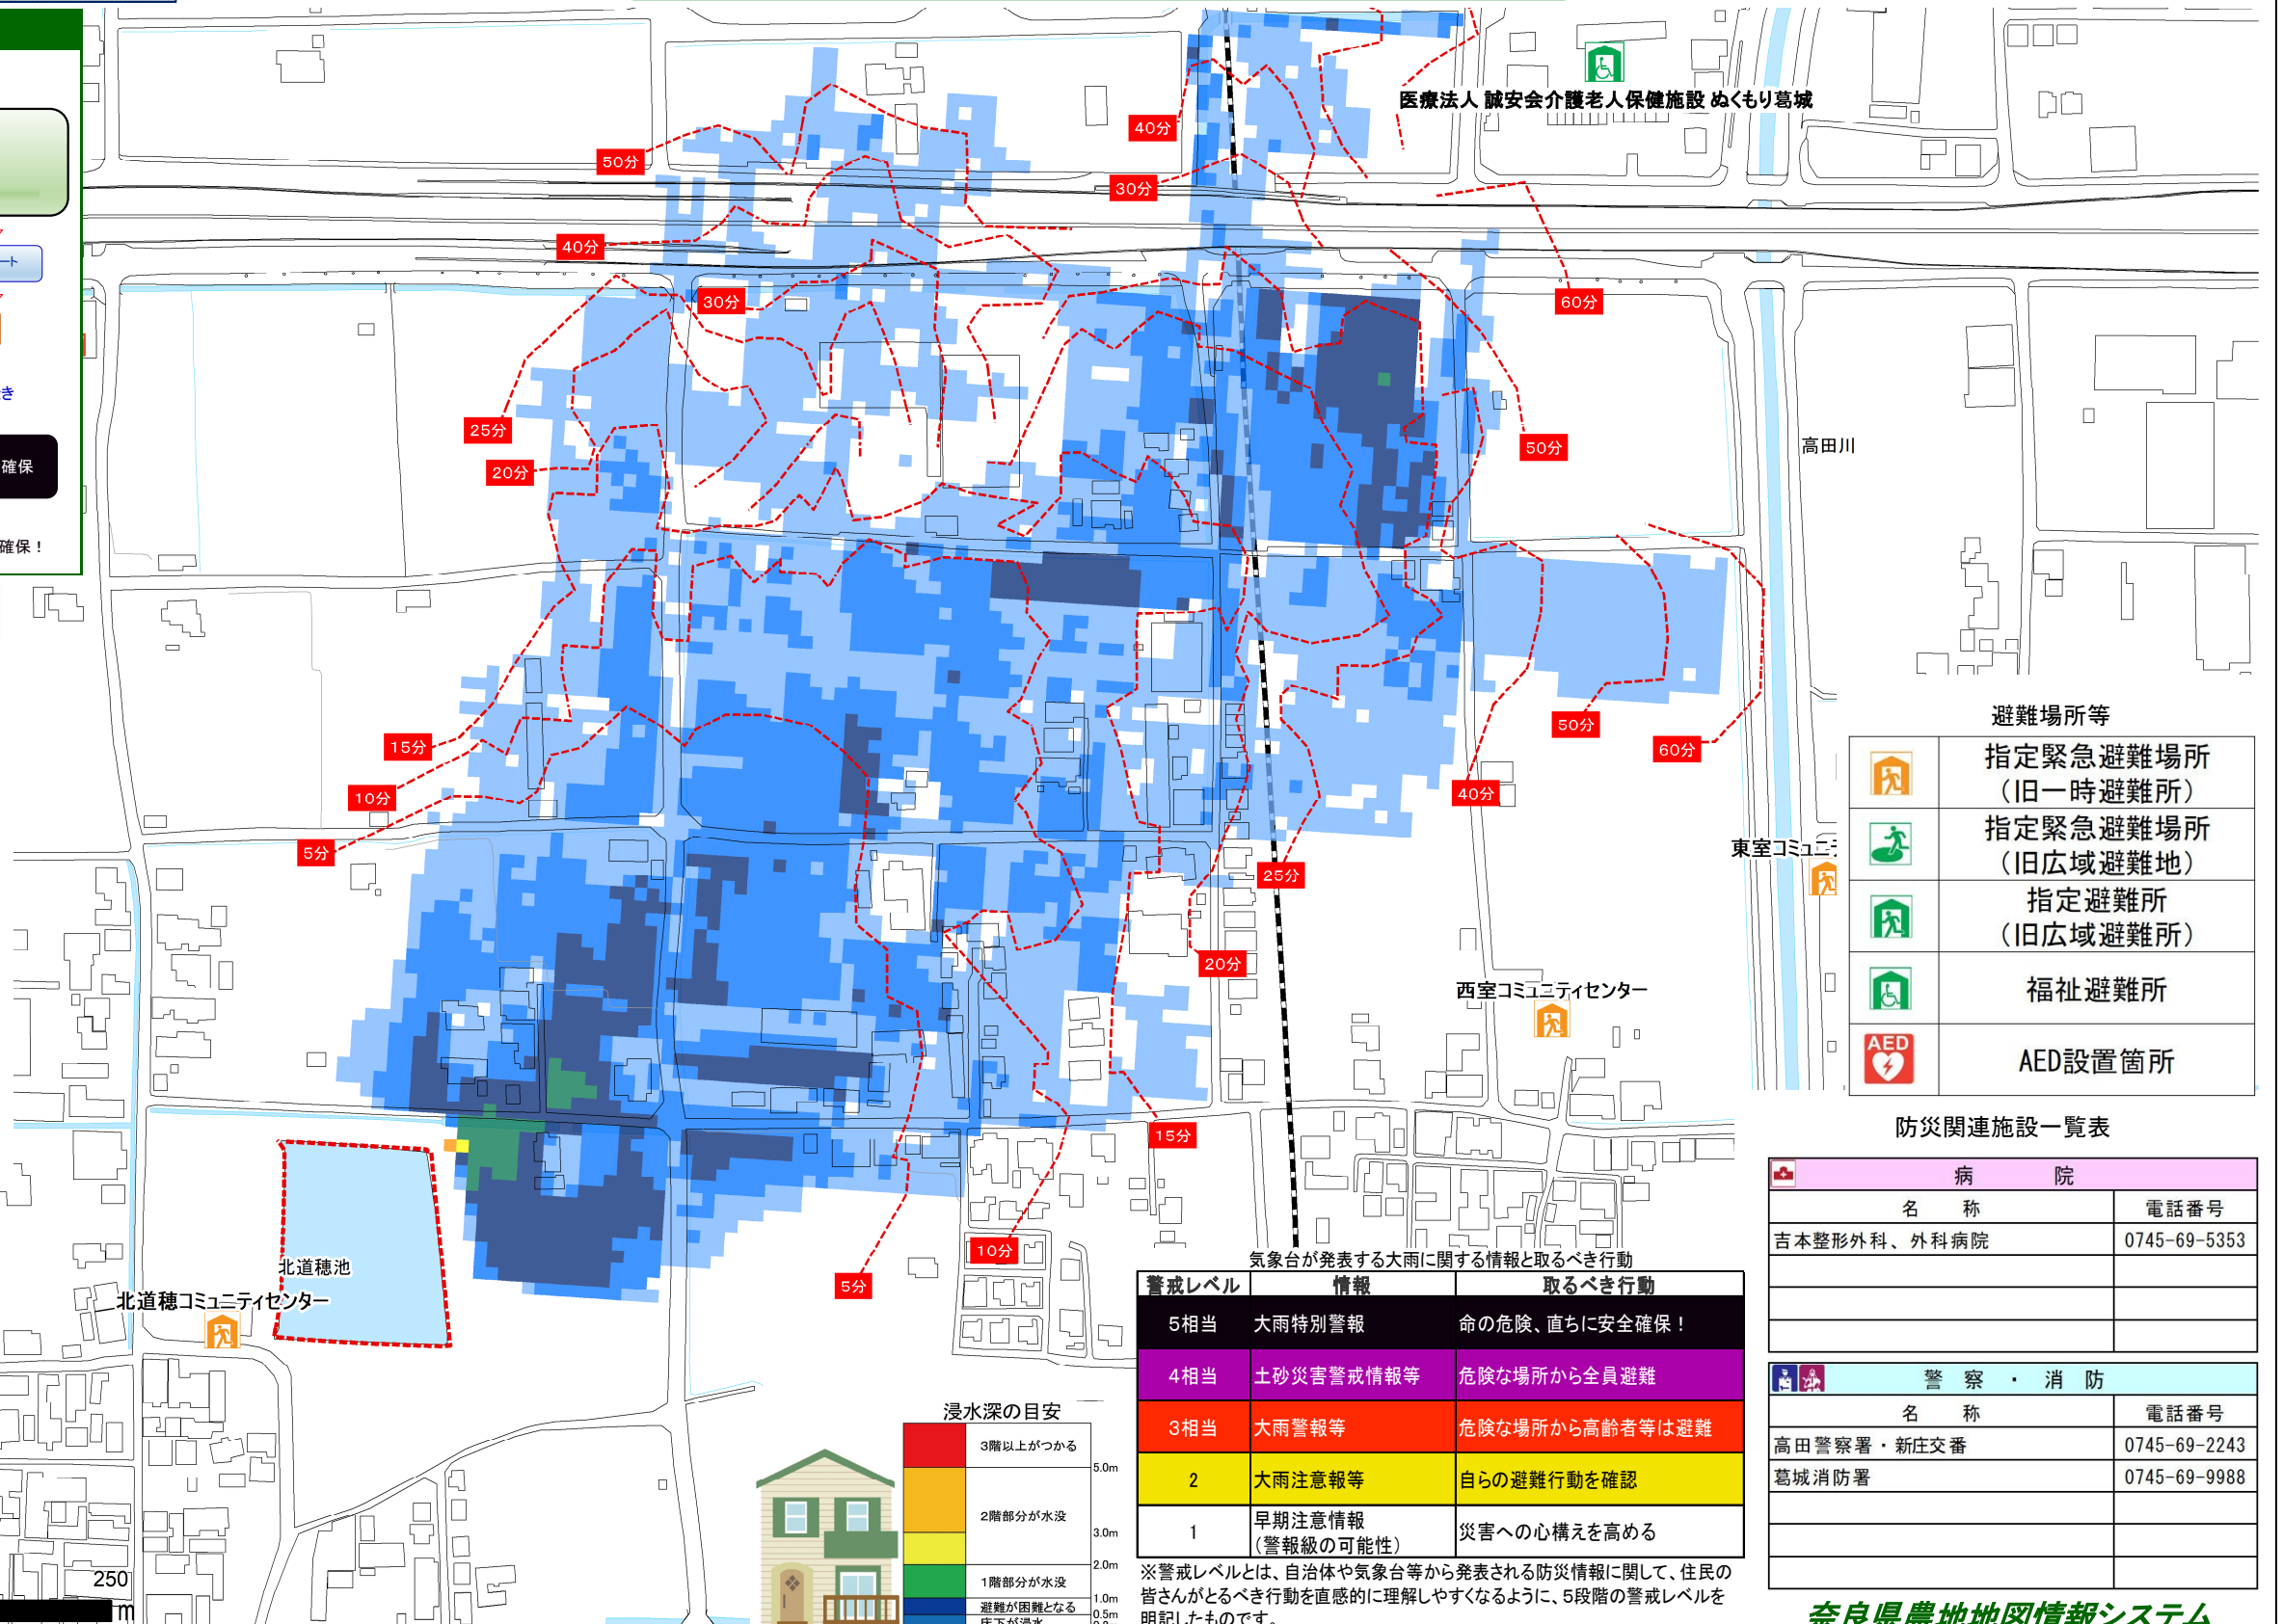 ート
き
確保
確保！
50分
40分
30分
40分
30分
60分
25分
20分
50分
15分
10分
5分
50分
60分
40分
25分
20分
15分
10分
5分
医療法人 誠安会介護老人保健施設 ぬくもり葛城
高田川
東室コミュニ
西室コミュニティセンター
北道穂池
北道穂コミュニティセンター
250
m
避難場所等
指定緊急避難場所
（旧一時避難所）
指定緊急避難場所
（旧広域避難地）
指定避難所
（旧広域避難所）
福祉避難所
AED
AED設置箇所
防災関連施設一覧表
病　院
名　称　電話番号
吉本整形外科、外科病院　0745-69-5353
警 察 ・ 消 防
名　称　電話番号
高田警察署・新庄交番　0745-69-2243
葛城消防署　0745-69-9988
気象台が発表する大雨に関する情報と取るべき行動
警戒レベル　情報　取るべき行動
5相当　大雨特別警報　命の危険、直ちに安全確保！
4相当　土砂災害警戒情報等　危険な場所から全員避難
3相当　大雨警報等　危険な場所から高齢者等は避難
2　大雨注意報等　自らの避難行動を確認
1　早期注意情報
（警報級の可能性）　災害への心構えを高める
※警戒レベルとは、自治体や気象台等から発表される防災情報に関して、住民の
皆さんがとるべき行動を直感的に理解しやすくなるように、5段階の警戒レベルを
明記したものです。
浸水深の目安
3階以上がつかる
5.0m
2階部分が水没
3.0m
2.0m
1階部分が水没
1.0m
避難が困難となる
0.5m
床下が浸水
奈良県農地地図情報システム